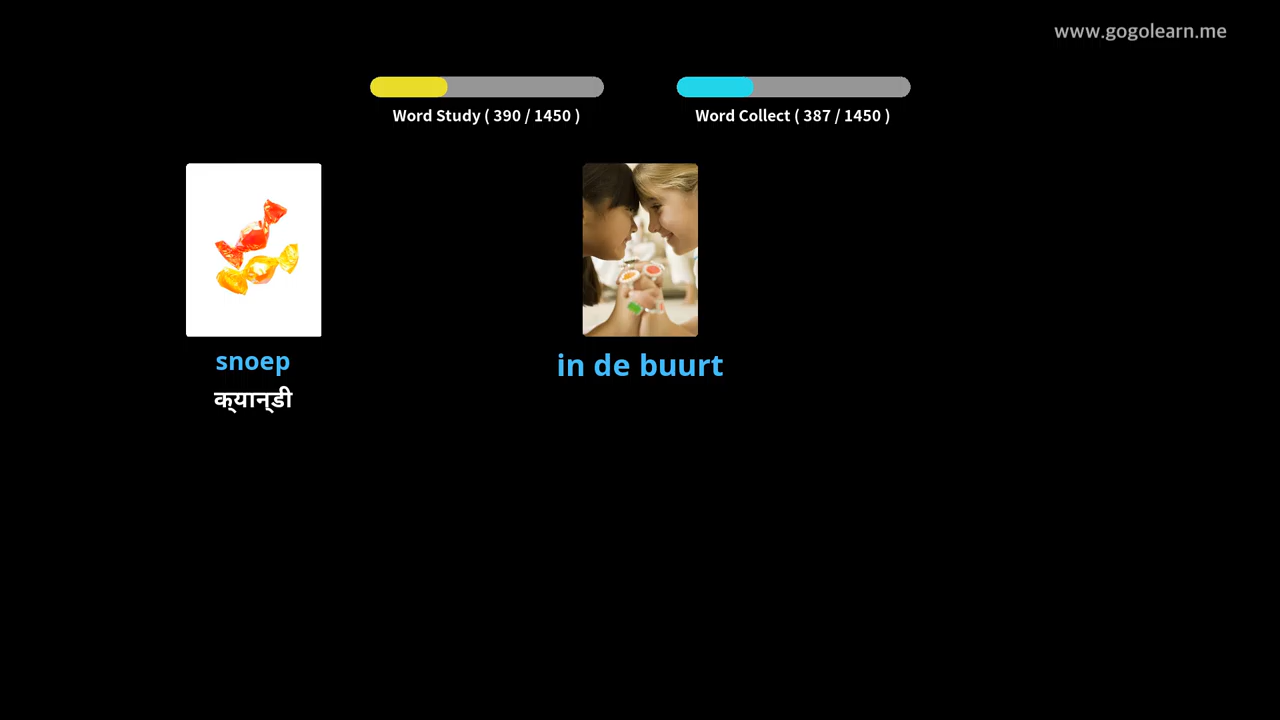 www.gogolearn.me
Word Study ( 390 / 1450 )
Word Collect ( 387 / 1450 )
snoep
क्यान्डी
in de buurt